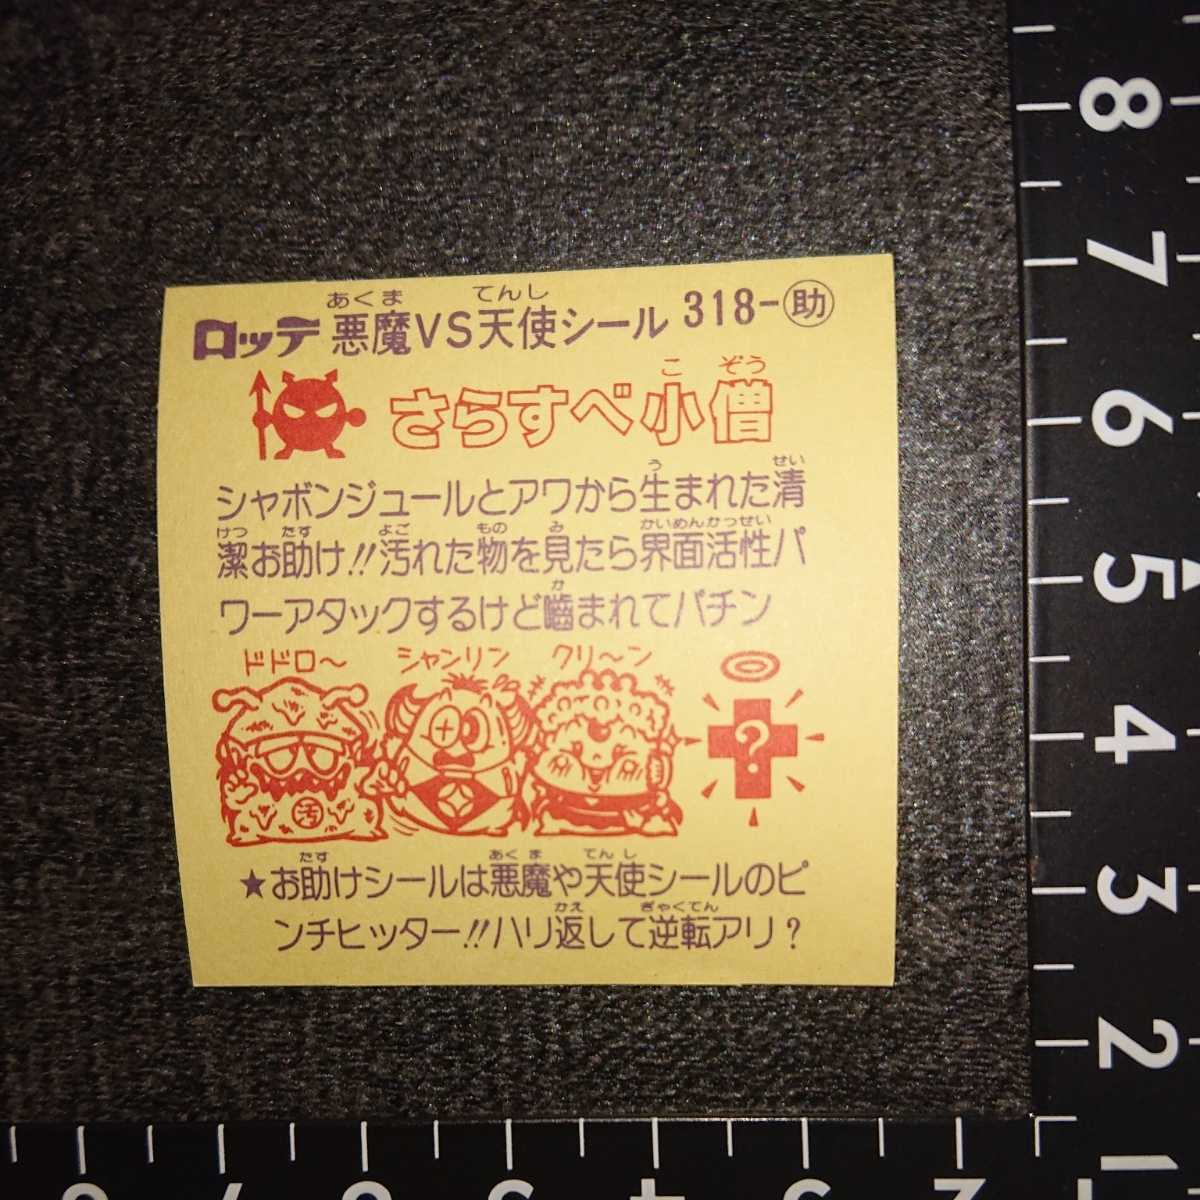 ロッテ 悪魔VS天使シール 318-助
あくま てんし
さらすべ小僧
こ ぞう
シャボンジュールとアワから生まれた清
う せい
潔お助け!!汚れた物を見たら界面活性パ
けつ たす よご もの み かいめんかっせい
ワーアタックするけど嚙まれてパチン
か
ドドロ〜 シャンリン クリ〜ン
汚
?
★お助けシールは悪魔や天使シールのピ
たす あくま てんし
ンチヒッター!!ハリ返して逆転アリ?
かえ ぎゃくてん
8
7
6
5
4
3
2
1